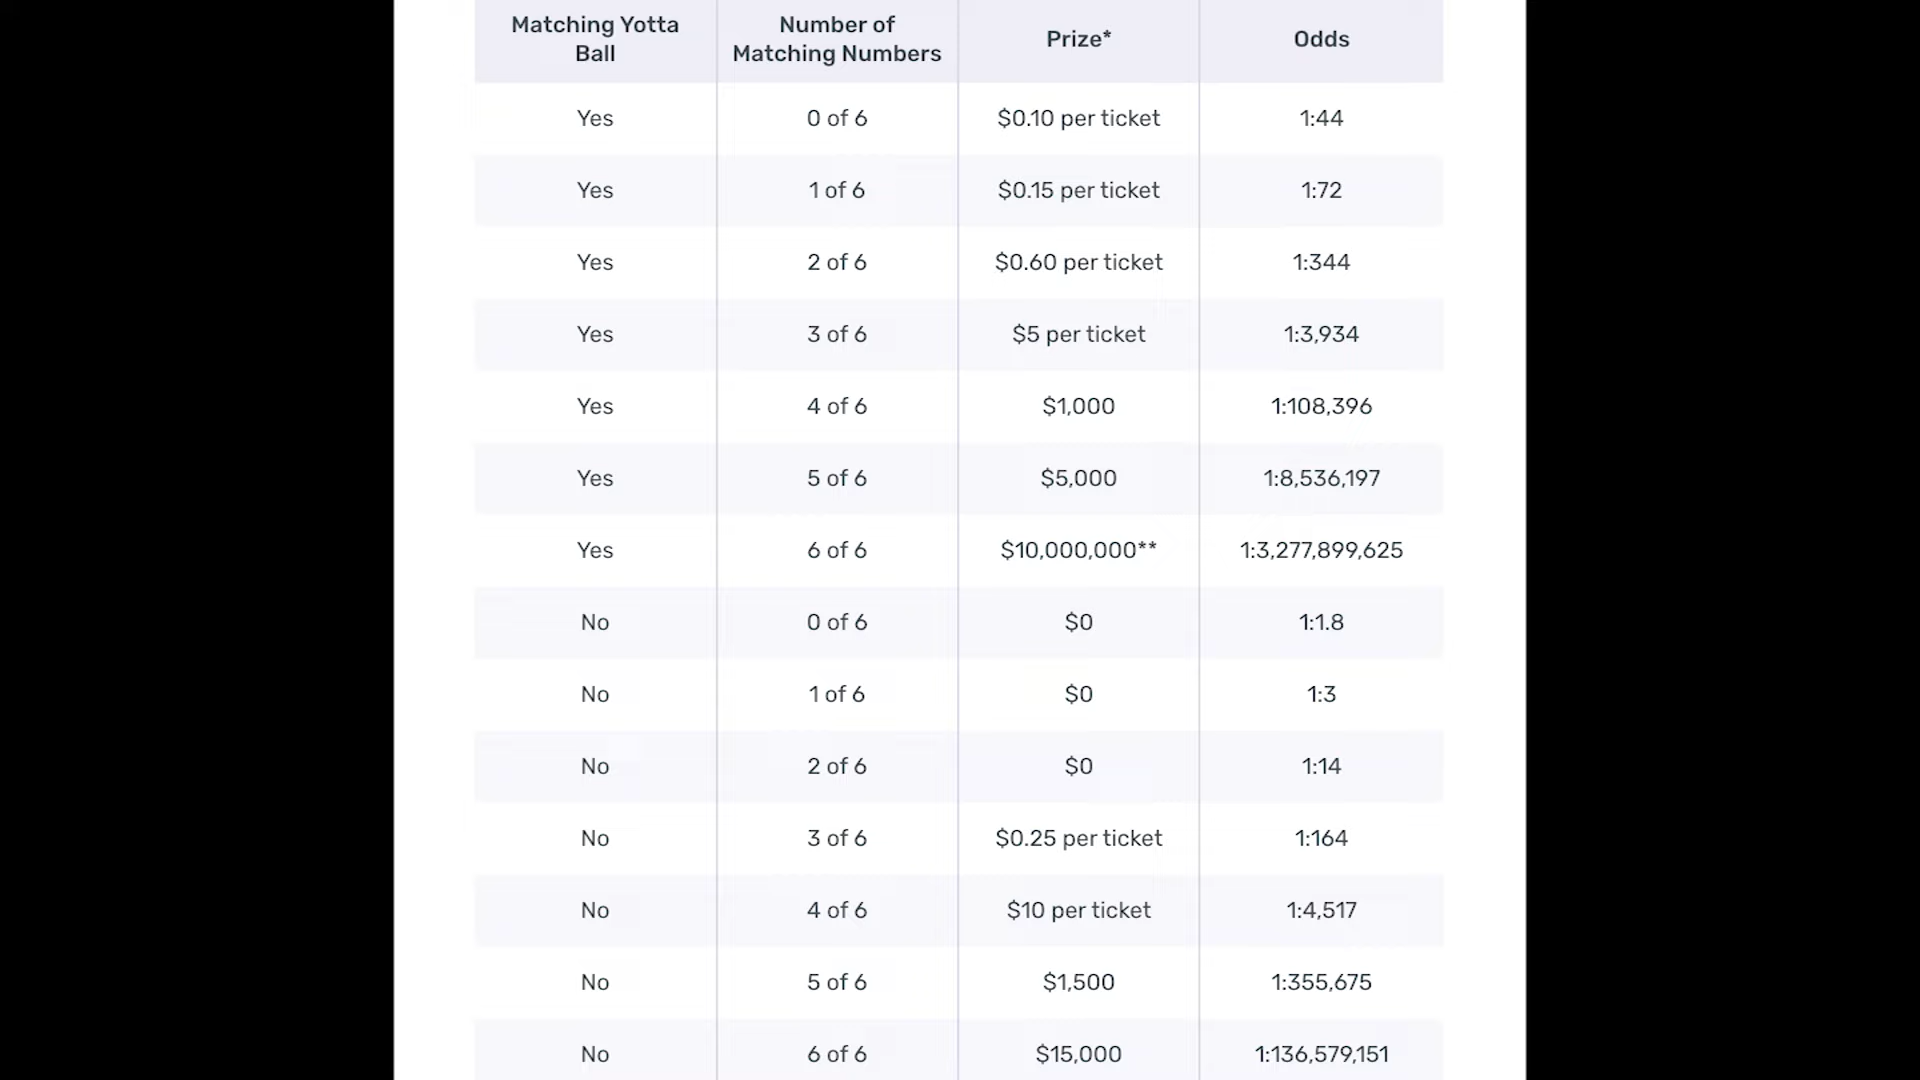 Matching Yotta Ball | Number of Matching Numbers | Prize* | Odds
Yes | 0 of 6 | $0.10 per ticket | 1:44
Yes | 1 of 6 | $0.15 per ticket | 1:72
Yes | 2 of 6 | $0.60 per ticket | 1:344
Yes | 3 of 6 | $5 per ticket | 1:3,934
Yes | 4 of 6 | $1,000 | 1:108,396
Yes | 5 of 6 | $5,000 | 1:8,536,197
Yes | 6 of 6 | $10,000,000** | 1:3,277,899,625
No | 0 of 6 | $0 | 1:1.8
No | 1 of 6 | $0 | 1:3
No | 2 of 6 | $0 | 1:14
No | 3 of 6 | $0.25 per ticket | 1:164
No | 4 of 6 | $10 per ticket | 1:4,517
No | 5 of 6 | $1,500 | 1:355,675
No | 6 of 6 | $15,000 | 1:136,579,151